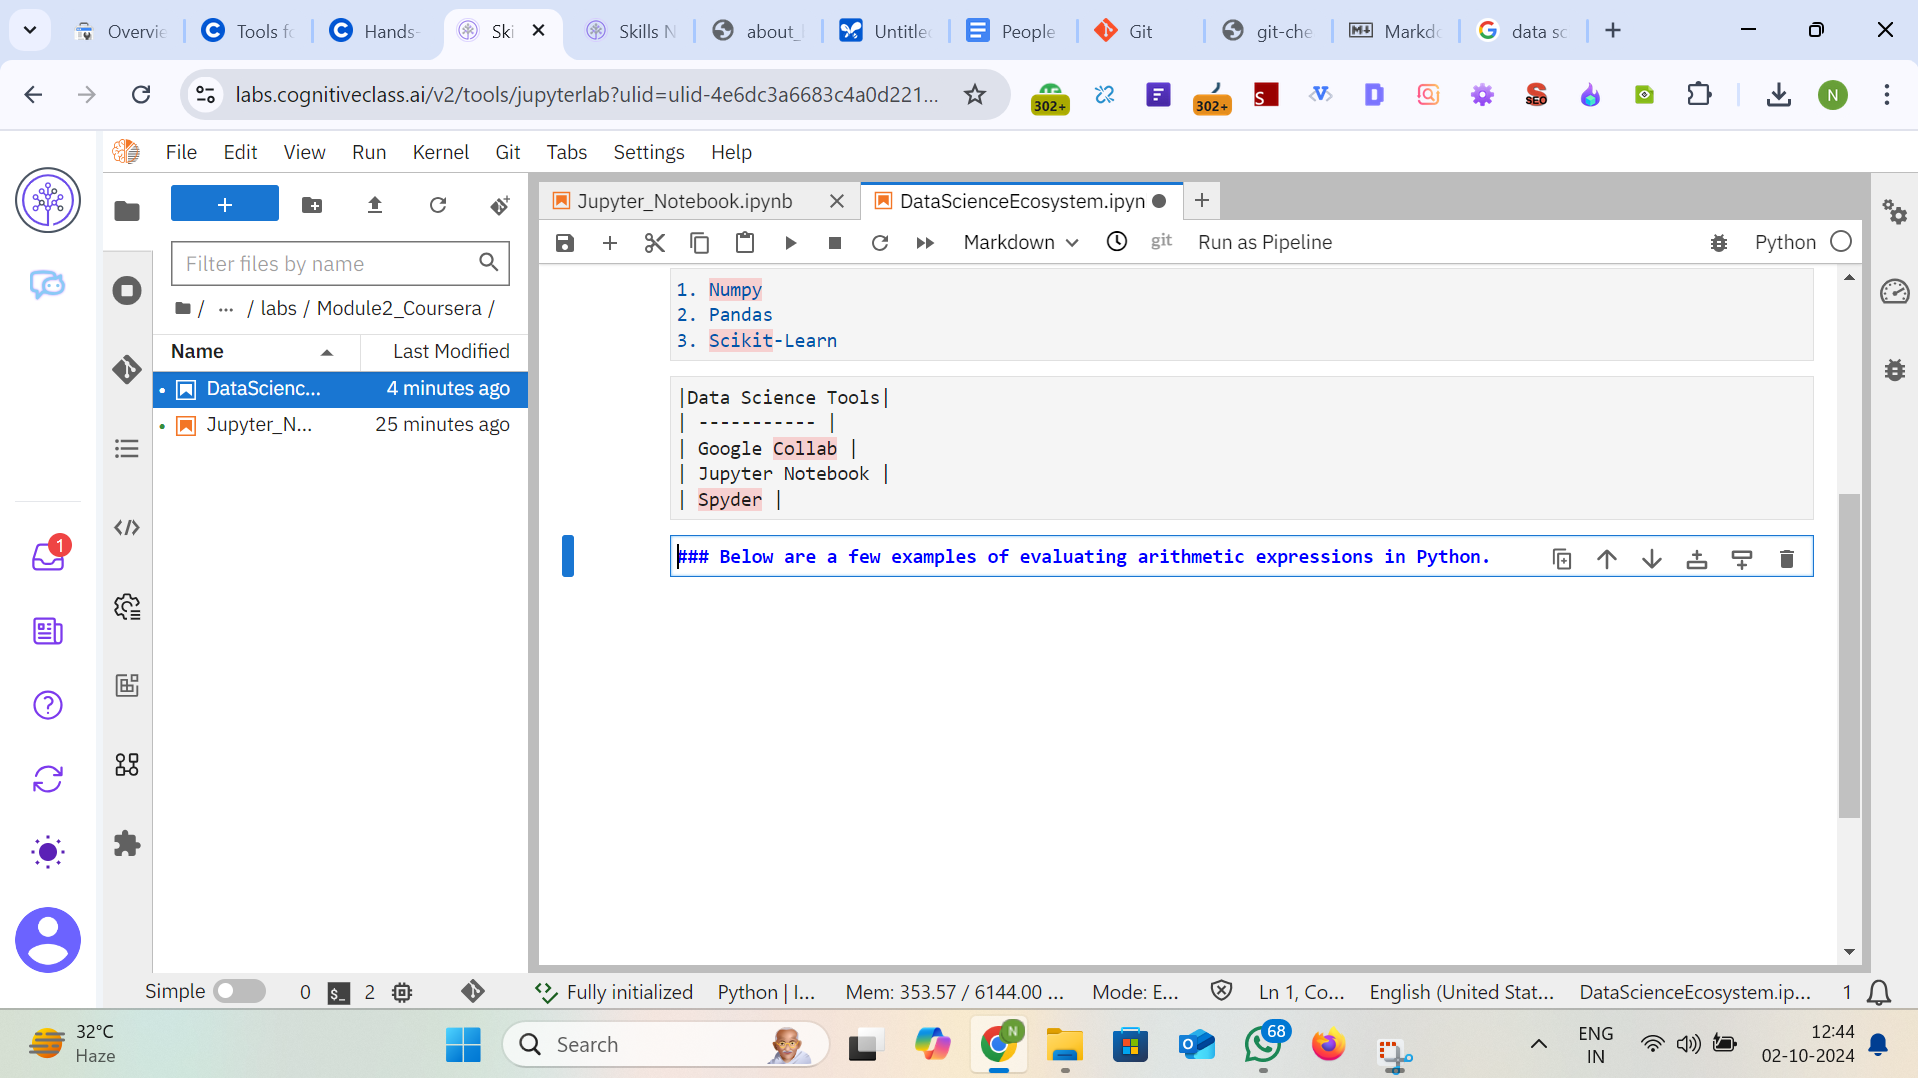 Overvie
Tools fo
Hands-
Ski
Skills N
about_
Untitle
People
Git
git-che
Markdo
data sc
labs.cognitiveclass.ai/v2/tools/jupyterlab?ulid=ulid-4e6dc3a6683c4a0d221...
302+
302+
SEO
N
File Edit View Run Kernel Git Tabs Settings Help
Jupyter_Notebook.ipynb
DataScienceEcosystem.ipyn
Markdown
git
Run as Pipeline
Python
Filter files by name
/ ... / labs / Module2_Coursera /
Name
Last Modified
DataScienc...
4 minutes ago
Jupyter_N...
25 minutes ago
1. Numpy
2. Pandas
3. Scikit-Learn
|Data Science Tools|
| ----------- |
| Google Collab |
| Jupyter Notebook |
| Spyder |
### Below are a few examples of evaluating arithmetic expressions in Python.
1
Simple
0
$_
2
Fully initialized
Python | I...
Mem: 353.57 / 6144.00 ...
Mode: E...
Ln 1, Co...
English (United Stat...
DataScienceEcosystem.ip...
1
32°C
Haze
Search
N
68
ENG
IN
12:44
02-10-2024